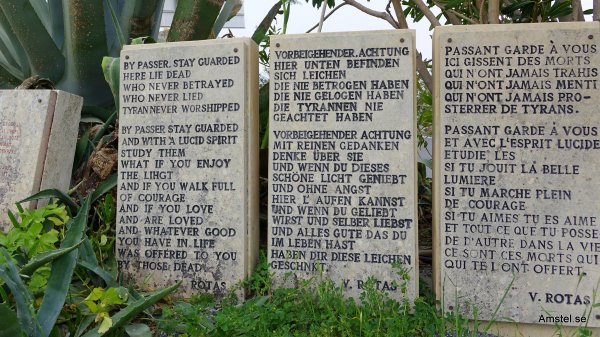 BY PASSER, STAY GUARDED
HERE LIE DEAD
WHO NEVER BETRAYED
WHO NEVER LIED
TYRAN NEVER WORSHIPPED
BY PASSER STAY GUARDED
AND WITH A LUCID SPIRIT
STUDY THEM
WHAT IF YOU ENJOY
THE LIHGT
AND IF YOU WALK FULL
OF COURAGE
AND IF YOU LOVE
AND ARE LOVED
AND WHATEVER GOOD
YOU HAVE IN LIFE
WAS OFFERED TO YOU
BY THOSE DEAD
V. ROTAS
VORBEIGEHENDER, ACHTUNG
HIER UNTEN BEFINDEN
SICH LEICHEN
DIE NIE BETROGEN HABEN
DIE NIE GELOGEN HABEN
DIE TYRANNEN NIE
GEACHTET HABEN
VORBEIGEHENDER ACHTUNG
MIT REINEN GEDANKEN
DENKE ÜBER SIE
UND WENN DU DIESES
SCHÖNE LICHT GENIEBT
UND OHNE ANGST
HIER L'AUFEN KANNST
UND WENN DU GELIEBT
WIRST UND SELBER LIEBST
UND ALLES GUTE DAS DU
IM LEBEN HAST
HABEN DIR DIESE LEICHEN
GESCHNKT
V. ROTAS
PASSANT GARDE À VOUS
ICI GISSENT DES MORTS
QUI N'ONT JAMAIS TRAHIS
QUI N'ONT JAMAIS MENTI
QUI N'ONT JAMAIS PRO-
STERRER DE TYRANS.
PASSANT GARDE À VOUS
ET AVEC L'ESPRIT LUCIDE
ETUDIE LES
SI TU JOUIT LA BELLE
LUMIERE
SI TU MARCHE PLEIN
DE COURAGE
SI TU AIMES TU ES AIME
ET TOUT CE QUE TU POSSE
DE D'AUTRE DANS LA VIE
CE SONT CES MORTS QUI
QUI TE L'ONT OFFERT.
V. ROTAS
Amstel.se